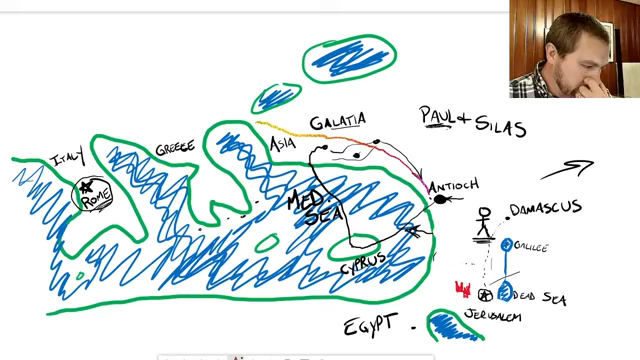 PAUL + SILAS
GALATIA
ITALY
GREECE
ASIA
ROME
ANTIOCH
MED
SEA
DAMASCUS
GALILEE
CYPRUS
DEAD SEA
JERUSALEM
EGYPT